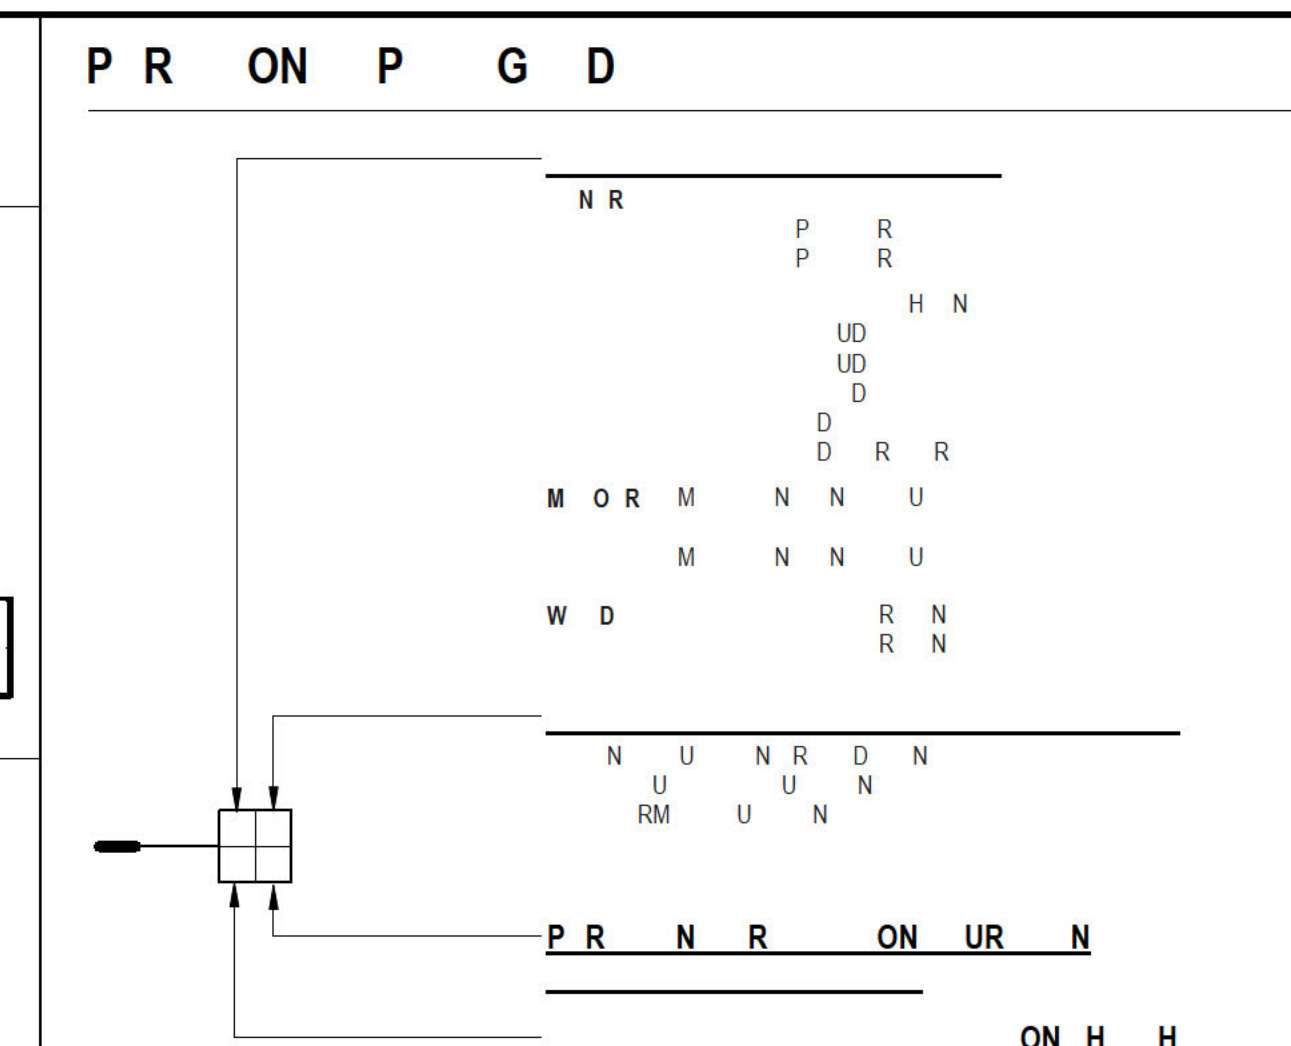 P R ON P G D
N R
P R
P R
H N
UD
UD
D
D
D R R
M O R M N N U
M N N U
W D R N
R N
N U N R D N
U U N
RM U N
P R N R ON UR N
ON H H